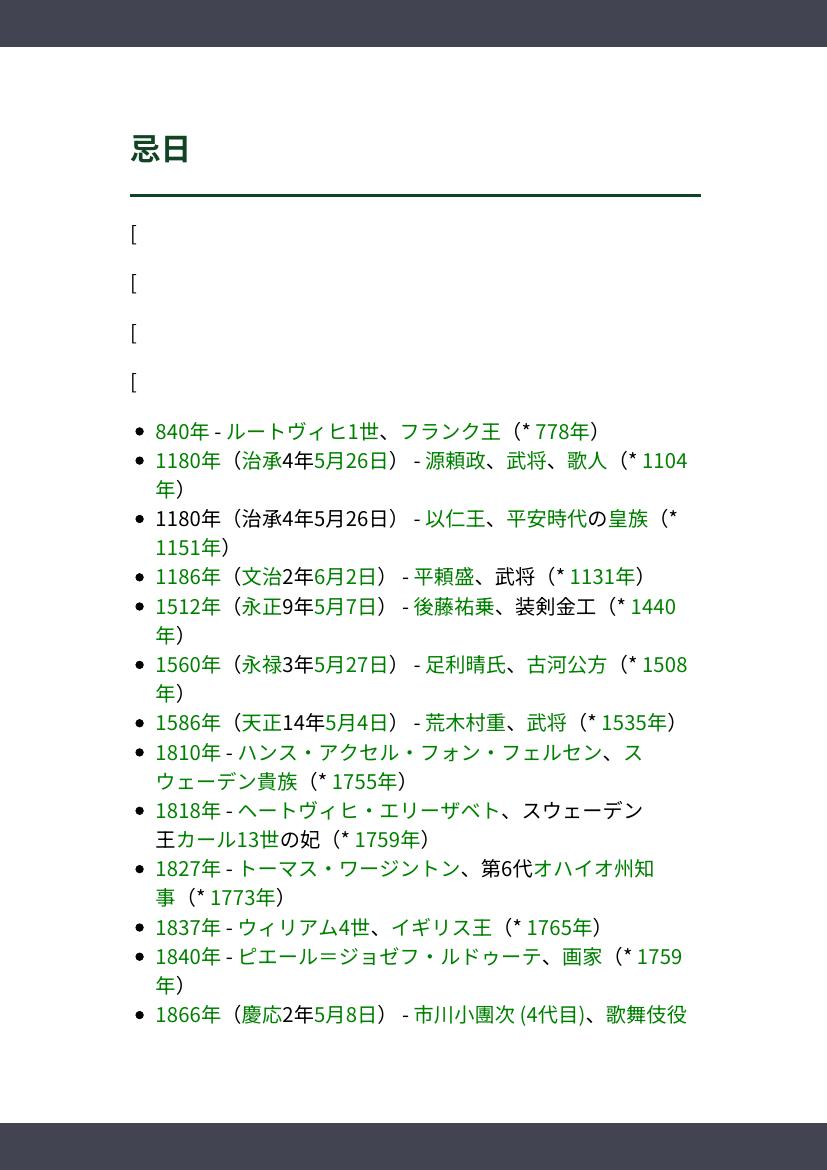 忌日
[
[
[
[
• 840年 - ルートヴィヒ1世、フランク王（* 778年）
• 1180年（治承4年5月26日） - 源頼政、武将、歌人（* 1104
年）
• 1180年（治承4年5月26日） - 以仁王、平安時代の皇族（*
1151年）
• 1186年（文治2年6月2日） - 平頼盛、武将（* 1131年）
• 1512年（永正9年5月7日） - 後藤祐乗、装剣金工（* 1440
年）
• 1560年（永禄3年5月27日） - 足利晴氏、古河公方（* 1508
年）
• 1586年（天正14年5月4日） - 荒木村重、武将（* 1535年）
• 1810年 - ハンス・アクセル・フォン・フェルセン、ス
ウェーデン貴族（* 1755年）
• 1818年 - ヘートヴィヒ・エリーザベト、スウェーデン
王カール13世の妃（* 1759年）
• 1827年 - トーマス・ワージントン、第6代オハイオ州知
事（* 1773年）
• 1837年 - ウィリアム4世、イギリス王（* 1765年）
• 1840年 - ピエール＝ジョゼフ・ルドゥーテ、画家（* 1759
年）
• 1866年（慶応2年5月8日） - 市川小團次 (4代目)、歌舞伎役